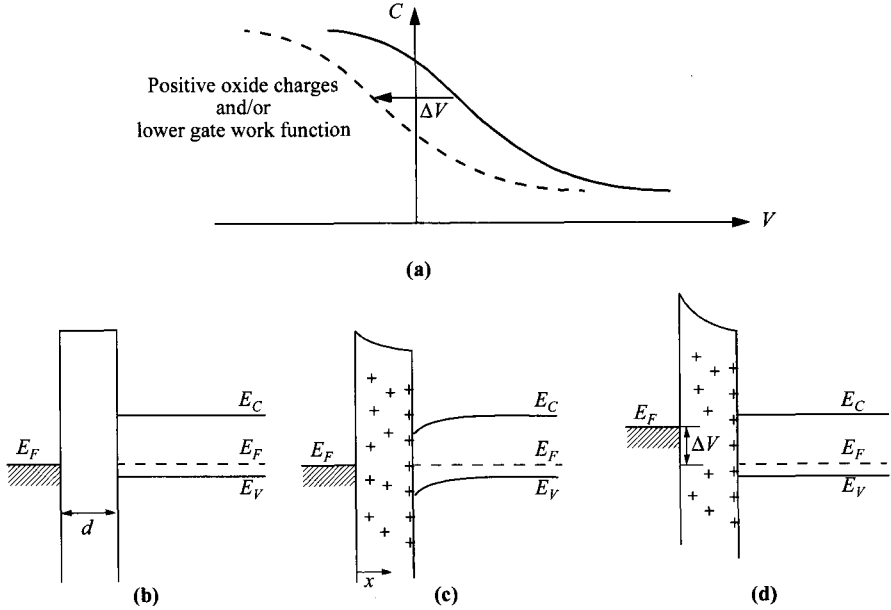 C
Positive oxide charges
and/or
lower gate work function
ΔV
V
(a)
E_C
E_F
E_F
E_V
d
(b)
E_C
E_F
E_F
E_V
x
(c)
E_F
E_C
ΔV
E_F
E_V
(d)